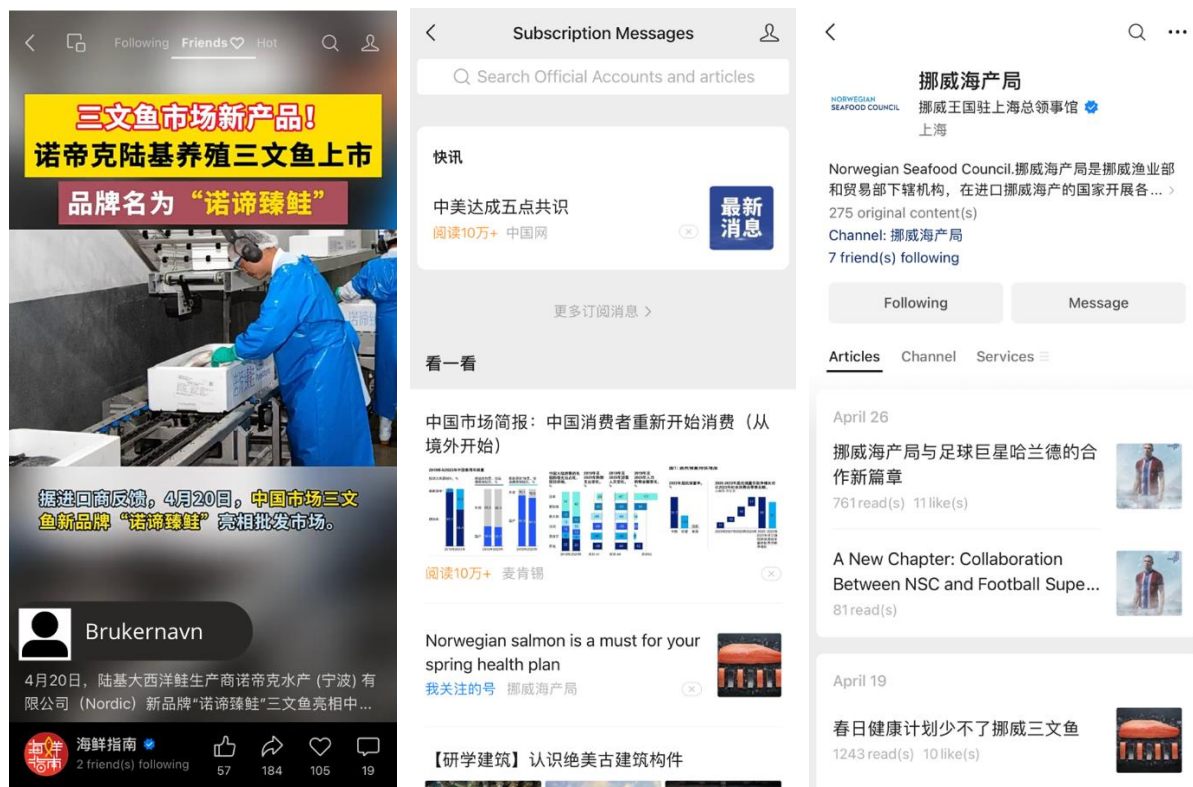 Following Friends♡ Hot
三文鱼市场新产品！
诺帝克陆基养殖三文鱼上市
品牌名为“诺谛臻鲑”
据进口商反馈，4月20日，中国市场三文
鱼新品牌“诺谛臻鲑”亮相批发市场。
Brukernavn
4月20日，陆基大西洋鲑生产商诺帝克水产 (宁波) 有
限公司（Nordic）新品牌“诺谛臻鲑”三文鱼亮相中...
海鲜指南
2 friend(s) following
57 184 105 19
Subscription Messages
Search Official Accounts and articles
快讯
中美达成五点共识
阅读10万+ 中国网
最新
消息
更多订阅消息 >
看一看
中国市场简报：中国消费者重新开始消费（从
境外开始）
阅读10万+ 麦肯锡
Norwegian salmon is a must for your
spring health plan
我关注的号 挪威海产局
【研学建筑】认识绝美古建筑构件
挪威海产局
NORWEGIAN
SEAFOOD COUNCIL
挪威王国驻上海总领事馆
上海
Norwegian Seafood Council.挪威海产局是挪威渔业部
和贸易部下辖机构，在进口挪威海产的国家开展各... >
275 original content(s)
Channel: 挪威海产局
7 friend(s) following
Following Message
Articles Channel Services
April 26
挪威海产局与足球巨星哈兰德的合
作新篇章
761 read(s) 11 like(s)
A New Chapter: Collaboration
Between NSC and Football Supe...
81 read(s)
April 19
春日健康计划少不了挪威三文鱼
1243 read(s) 10 like(s)